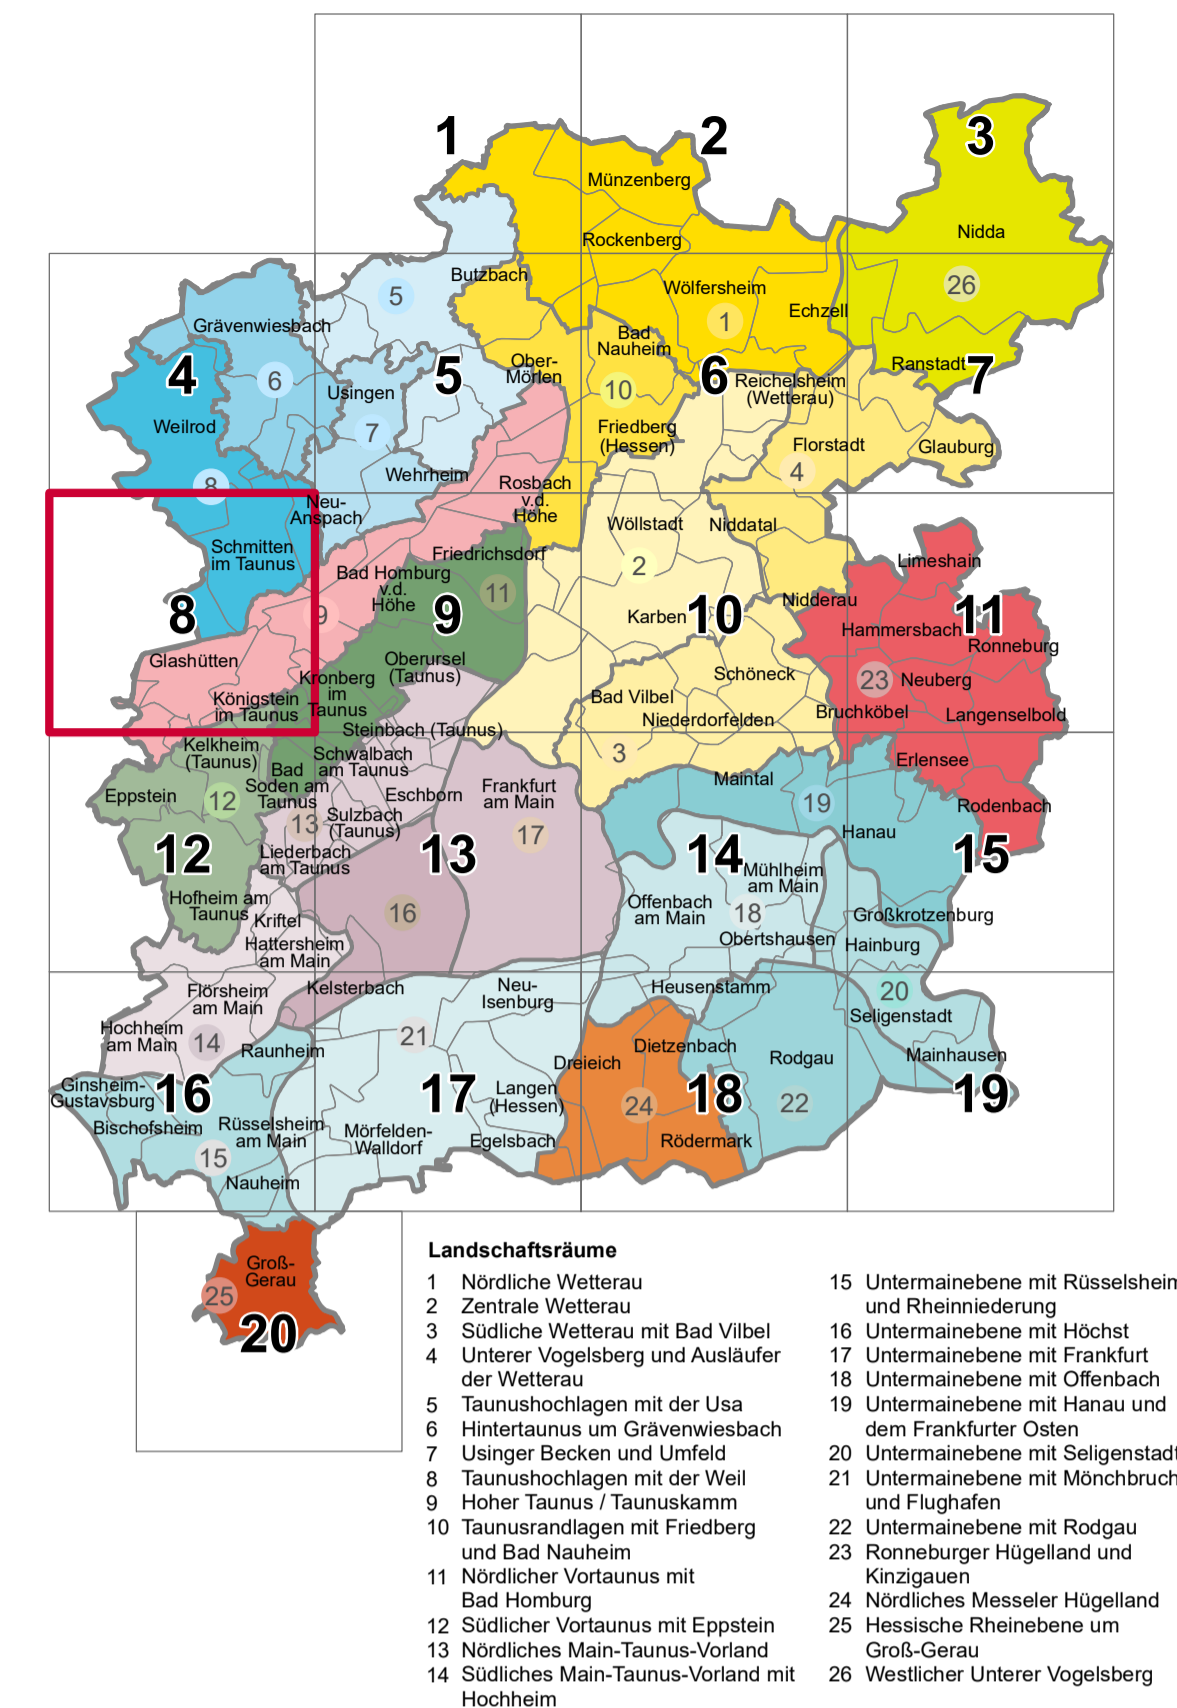 1
2
3
Münzenberg
Nidda
Rockenberg
Butzbach
5
26
Wölfersheim
Echzell
1
Grävenwiesbach
Bad
Nauheim
Ober-
Mörlen
Ranstadt
4
6
Usingen
5
10
6
Reichelsheim
(Wetterau)
7
Weilrod
7
Friedberg
(Hessen)
Florstadt
Glauburg
Wehrheim
4
8
Rosbach
v.d.
Höhe
Neu-
Anspach
Wöllstadt
Niddatal
Schmitten
im Taunus
Friedrichsdorf
Limeshain
Bad Homburg
v.d.
Höhe
2
11
8
9
9
Karben
10
Nidderau
11
Hammersbach
Ronneburg
Glashütten
Oberursel
(Taunus)
Schöneck
23
Neuberg
Kronberg
im
Taunus
Königstein
im Taunus
Bad Vilbel
Niederdorfelden
Bruchköbel
Langenselbold
Steinbach (Taunus)
Kelkheim
(Taunus)
Schwalbach
am Taunus
3
Erlensee
Bad
Soden am
Taunus
Frankfurt
am Main
Maintal
Eppstein
12
Eschborn
19
Rodenbach
Sulzbach
(Taunus)
13
17
Hanau
12
Liederbach
am Taunus
13
14
15
Mühlheim
am Main
Hofheim am
Taunus
16
Offenbach
am Main
18
Großkrotzenburg
Kriftel
Hattersheim
am Main
Obertshausen
Hainburg
Flörsheim
am Main
Kelsterbach
Neu-
Isenburg
Heusenstamm
20
Seligenstadt
Hochheim
am Main
14
Raunheim
21
Dietzenbach
Dreieich
Rodgau
Mainhausen
Ginsheim-
Gustavsburg
16
17
Langen
(Hessen)
24
18
22
19
Bischofsheim
Rüsselsheim
am Main
Mörfelden-
Walldorf
Egelsbach
Rödermark
15
Nauheim
Groß-
Gerau
25
20
Landschaftsräume
1 Nördliche Wetterau
2 Zentrale Wetterau
3 Südliche Wetterau mit Bad Vilbel
4 Unterer Vogelsberg und Ausläufer
der Wetterau
5 Taunushochlagen mit der Usa
6 Hintertaunus um Grävenwiesbach
7 Usinger Becken und Umfeld
8 Taunushochlagen mit der Weil
9 Hoher Taunus / Taunuskamm
10 Taunusrandlagen mit Friedberg
und Bad Nauheim
11 Nördlicher Vortaunus mit
Bad Homburg
12 Südlicher Vortaunus mit Eppstein
13 Nördliches Main-Taunus-Vorland
14 Südliches Main-Taunus-Vorland mit
Hochheim
15 Untermainebene mit Rüsselsheim
und Rheinniederung
16 Untermainebene mit Höchst
17 Untermainebene mit Frankfurt
18 Untermainebene mit Offenbach
19 Untermainebene mit Hanau und
dem Frankfurter Osten
20 Untermainebene mit Seligenstadt
21 Untermainebene mit Mönchbruch
und Flughafen
22 Untermainebene mit Rodgau
23 Ronneburger Hügelland und
Kinzigauen
24 Nördliches Messeler Hügelland
25 Hessische Rheinebene um
Groß-Gerau
26 Westlicher Unterer Vogelsberg